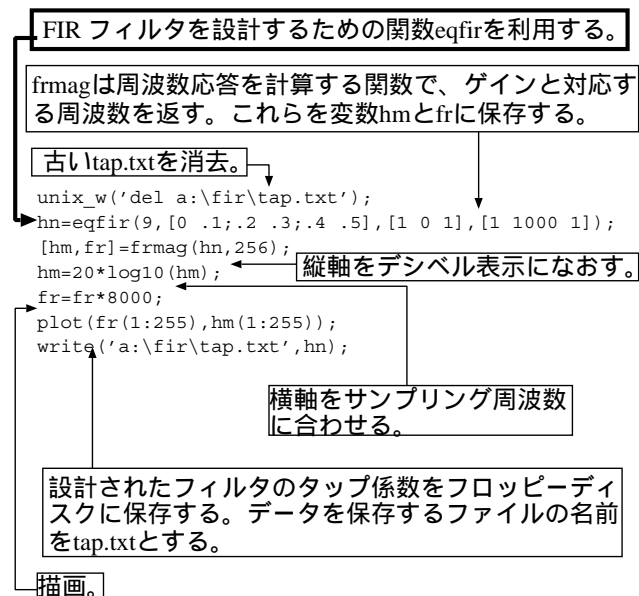 FIR フィルタを設計するための関数eqfirを利用する。
frmagは周波数応答を計算する関数で、ゲインと対応す
る周波数を返す。これらを変数hmとfrに保存する。
古いtap.txtを消去。
unix_w('del a:\fir\tap.txt');
hn=eqfir(9,[0 .1;.2 .3;.4 .5],[1 0 1],[1 1000 1]);
[hm,fr]=frmag(hn,256);
hm=20*log10(hm);
縦軸をデシベル表示になおす。
fr=fr*8000;
plot(fr(1:255),hm(1:255));
write('a:\fir\tap.txt',hn);
横軸をサンプリング周波数
に合わせる。
設計されたフィルタのタップ係数をフロッピーディ
スクに保存する。データを保存するファイルの名前
をtap.txtとする。
描画。